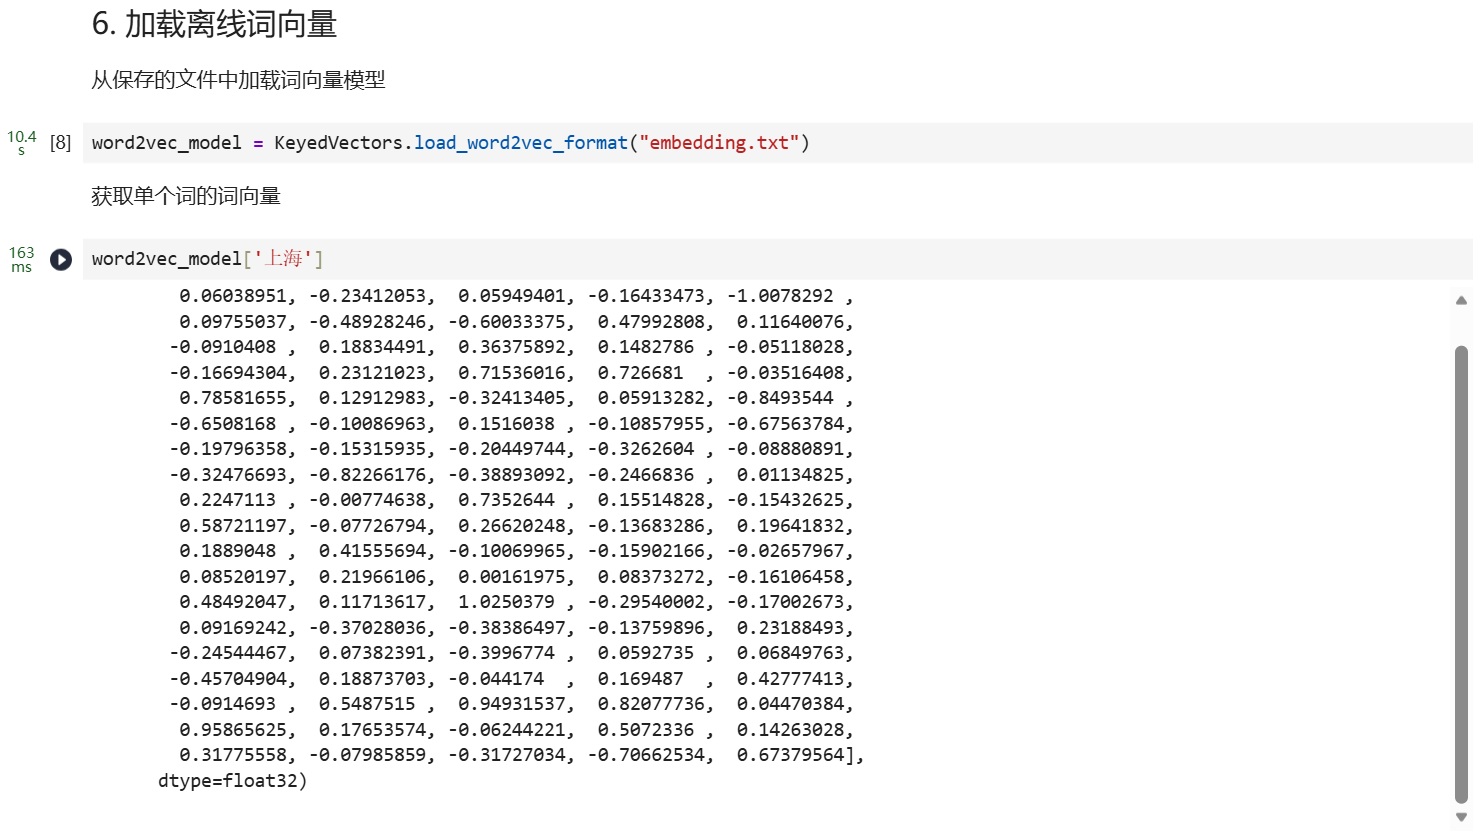 6. 加载离线词向量
从保存的文件中加载词向量模型
10.4 s [8] word2vec_model = KeyedVectors.load_word2vec_format("embedding.txt")
获取单个词的词向量
163 ms word2vec_model['上海']
0.06038951, -0.23412053, 0.05949401, -0.16433473, -1.0078292 ,
0.09755037, -0.48928246, -0.60033375, 0.47992808, 0.11640076,
-0.0910408 , 0.18834491, 0.36375892, 0.1482786 , -0.05118028,
-0.16694304, 0.23121023, 0.71536016, 0.726681 , -0.03516408,
0.78581655, 0.12912983, -0.32413405, 0.05913282, -0.8493544 ,
-0.6508168 , -0.10086963, 0.1516038 , -0.10857955, -0.67563784,
-0.19796358, -0.15315935, -0.20449744, -0.3262604 , -0.08880891,
-0.32476693, -0.82266176, -0.38893092, -0.2466836 , 0.01134825,
0.2247113 , -0.00774638, 0.7352644 , 0.15514828, -0.15432625,
0.58721197, -0.07726794, 0.26620248, -0.13683286, 0.19641832,
0.1889048 , 0.41555694, -0.10069965, -0.15902166, -0.02657967,
0.08520197, 0.21966106, 0.00161975, 0.08373272, -0.16106458,
0.48492047, 0.11713617, 1.0250379 , -0.29540002, -0.17002673,
0.09169242, -0.37028036, -0.38386497, -0.13759896, 0.23188493,
-0.24544467, 0.07382391, -0.3996774 , 0.0592735 , 0.06849763,
-0.45704904, 0.18873703, -0.044174 , 0.169487 , 0.42777413,
-0.0914693 , 0.5487515 , 0.94931537, 0.82077736, 0.04470384,
0.95865625, 0.17653574, -0.06244221, 0.5072336 , 0.14263028,
0.31775558, -0.07985859, -0.31727034, -0.70662534, 0.67379564],
dtype=float32)